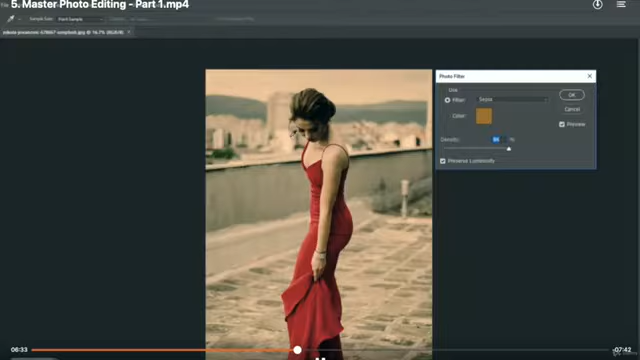 5. Master Photo Editing - Part 1.mp4
Sample Size: Point Sample
Photo Filter
Use
Filter: Sepia
Color:
Density: %
Preserve Luminosity
OK
Cancel
Preview
06:33
-07:42